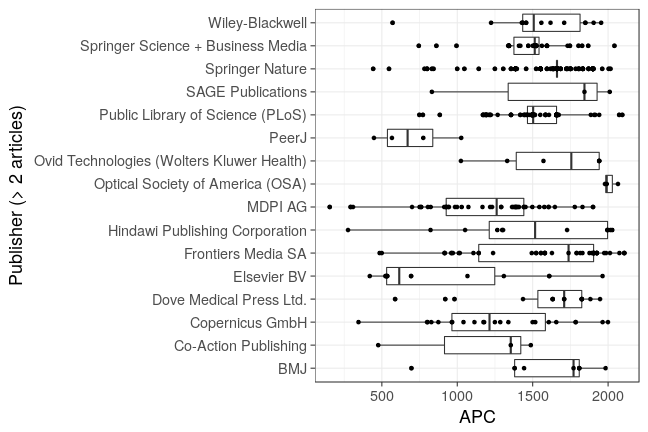 Wiley-Blackwell
Springer Science + Business Media
Springer Nature
SAGE Publications
Public Library of Science (PLoS)
PeerJ
Ovid Technologies (Wolters Kluwer Health)
Optical Society of America (OSA)
MDPI AG
Hindawi Publishing Corporation
Frontiers Media SA
Elsevier BV
Dove Medical Press Ltd.
Copernicus GmbH
Co-Action Publishing
BMJ
Publisher (> 2 articles)
500 1000 1500 2000
APC